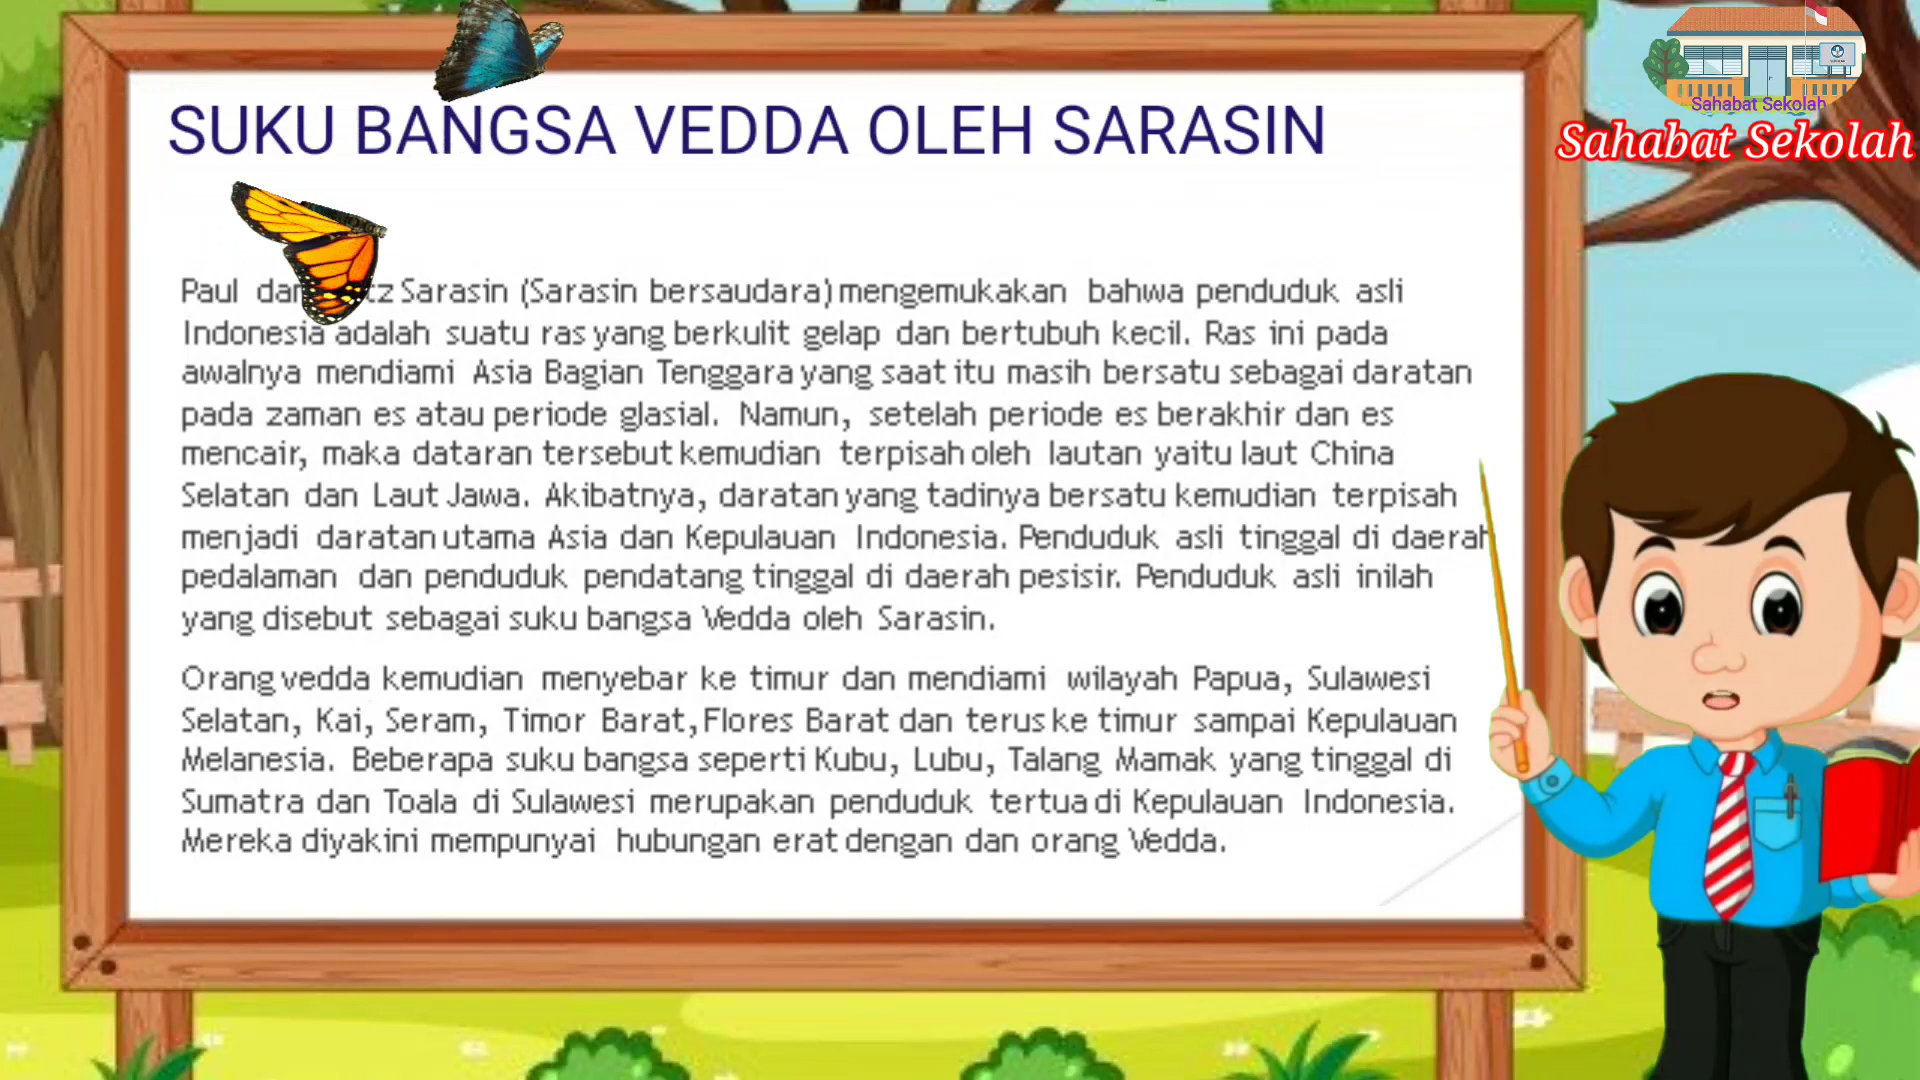 SUKU BANGSA VEDDA OLEH SARASIN
Sahabat Sekolah
Sahabat Sekolah
Paul dan Sarasin (Sarasin bersaudara) mengemukakan bahwa penduduk asli
Indonesia adalah suatu ras yang berkulit gelap dan bertubuh kecil. Ras ini pada
awalnya mendiami Asia Bagian Tenggara yang saat itu masih bersatu sebagai daratan
pada zaman es atau periode glasial. Namun, setelah periode es berakhir dan es
mencair, maka dataran tersebut kemudian terpisah oleh lautan yaitu laut China
Selatan dan Laut Jawa. Akibatnya, daratan yang tadinya bersatu kemudian terpisah
menjadi daratan utama Asia dan Kepulauan Indonesia. Penduduk asli tinggal di daerah
pedalaman dan penduduk pendatang tinggal di daerah pesisir. Penduduk asli inilah
yang disebut sebagai suku bangsa Vedda oleh Sarasin.
Orang vedda kemudian menyebar ke timur dan mendiami wilayah Papua, Sulawesi
Selatan, Kai, Seram, Timor Barat, Flores Barat dan terus ke timur sampai Kepulauan
Melanesia. Beberapa suku bangsa seperti Kubu, Lubu, Talang Mamak yang tinggal di
Sumatra dan Toala di Sulawesi merupakan penduduk tertua di Kepulauan Indonesia.
Mereka diyakini mempunyai hubungan erat dengan dan orang Vedda.